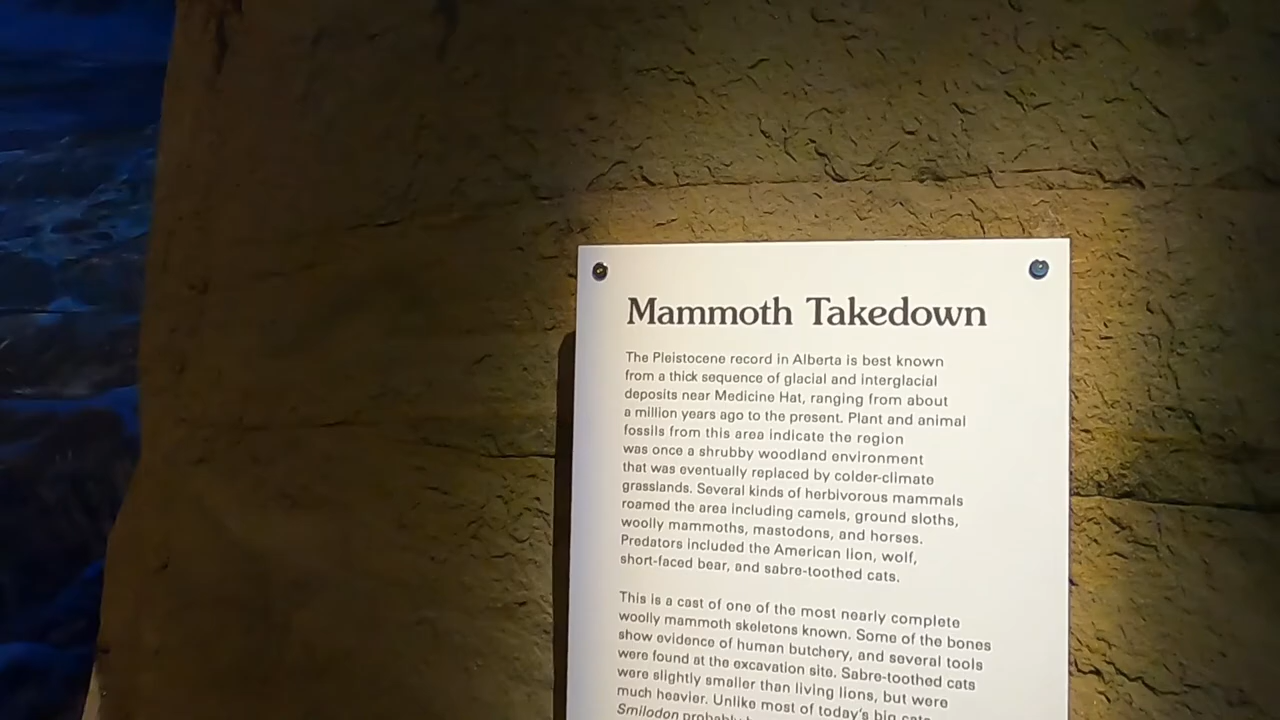 Mammoth Takedown
The Pleistocene record in Alberta is best known
from a thick sequence of glacial and interglacial
deposits near Medicine Hat, ranging from about
a million years ago to the present. Plant and animal
fossils from this area indicate the region
was once a shrubby woodland environment
that was eventually replaced by colder-climate
grasslands. Several kinds of herbivorous mammals
roamed the area including camels, ground sloths,
woolly mammoths, mastodons, and horses.
Predators included the American lion, wolf,
short-faced bear, and sabre-toothed cats.
This is a cast of one of the most nearly complete
woolly mammoth skeletons known. Some of the bones
show evidence of human butchery, and several tools
were found at the excavation site. Sabre-toothed cats
were slightly smaller than living lions, but were
much heavier. Unlike most of today's big cats
Smilodon